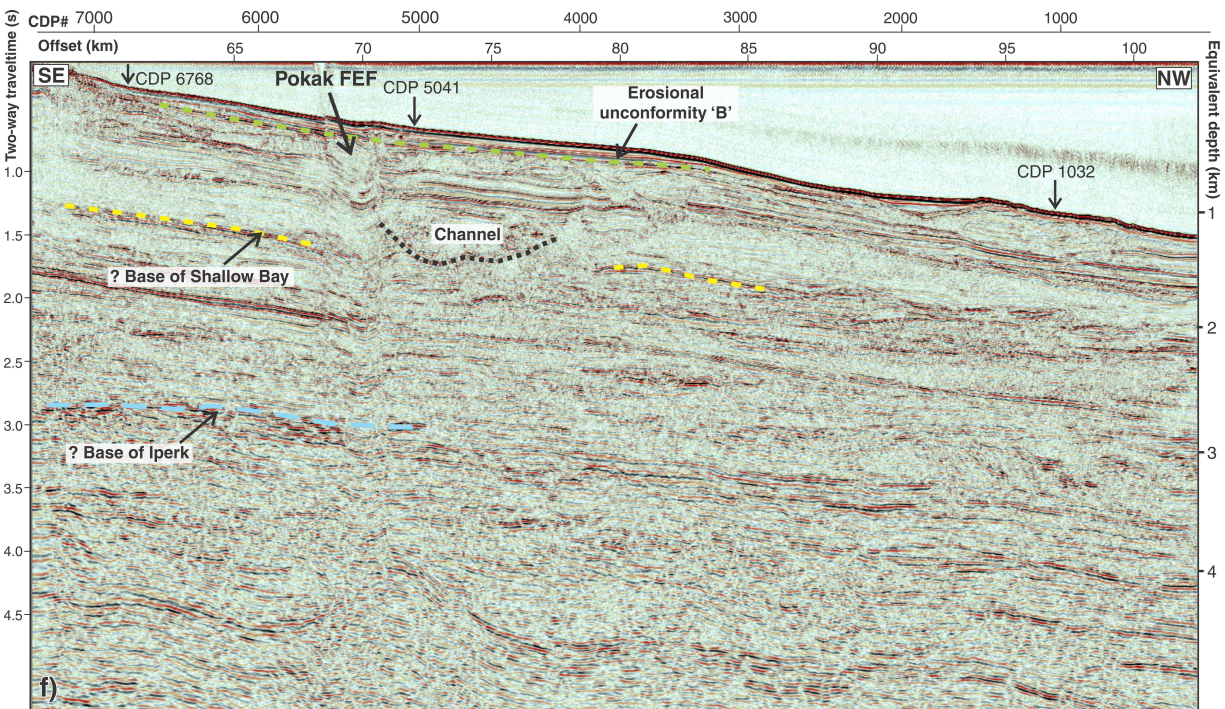 CDP# 7000 6000 5000 4000 3000 2000 1000
Offset (km) 65 70 75 80 85 90 95 100
Two-way traveltime (s)
Equivalent depth (km)
SE
NW
CDP 6768
Pokak FEF
CDP 5041
Erosional
unconformity ‘B’
CDP 1032
1.0
1
1.5
Channel
? Base of Shallow Bay
2.0
2
2.5
3.0
? Base of Iperk
3
3.5
4.0
4
4.5
f)